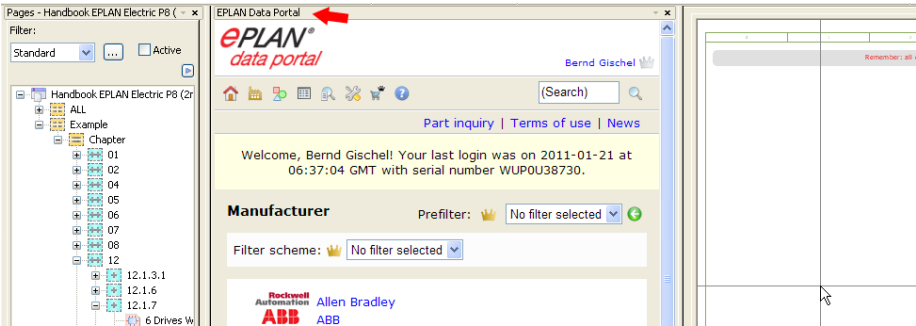 Pages - Handbook EPLAN Electric P8 (
Filter:
Standard
...
Active
Handbook EPLAN Electric P8 (2r
ALL
Example
Chapter
01
02
04
05
06
07
08
12
12.1.3.1
12.1.6
12.1.7
6 Drives W
EPLAN Data Portal
ePLAN®
data portal
Bernd Gischel
(Search)
Part inquiry | Terms of use | News
Welcome, Bernd Gischel! Your last login was on 2011-01-21 at
06:37:04 GMT with serial number WUP0U38730.
Manufacturer
Prefilter:
No filter selected
Filter scheme:
No filter selected
Rockwell
Automation
Allen Bradley
ABB
ABB
Remember: all